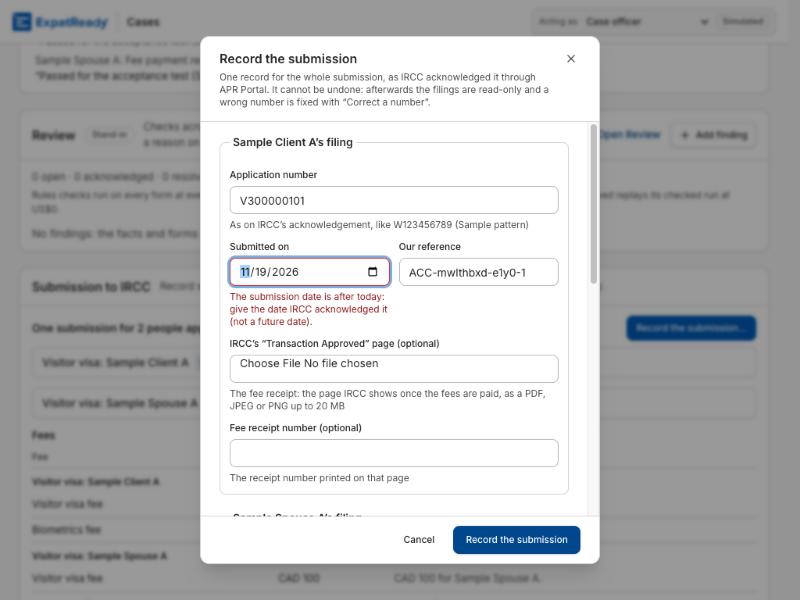 ExpatReady
Cases
Acting as Case officer
Simulated
Sample Spouse A: Fee payment re
"Passed for the acceptance test (S
Review
Stand-in
Checks acr
a reason on
Open Review
+ Add finding
0 open · 0 acknowledged · 0 resolv
Rules checks run on every form at eve
US$0.
ved replays its checked run at
No findings: the facts and forms
Submission to IRCC
Record w
One submission for 2 people app
Record the submission...
Visitor visa: Sample Client A
Visitor visa: Sample Spouse A
Fees
Fee
Visitor visa: Sample Client A
Visitor visa fee
Biometrics fee
Visitor visa: Sample Spouse A
Visitor visa fee
CAD 100
CAD 100 for Sample Spouse A.
Record the submission
One record for the whole submission, as IRCC acknowledged it through
APR Portal. It cannot be undone: afterwards the filings are read-only and a
wrong number is fixed with “Correct a number”.
Sample Client A’s filing
Application number
V300000101
As on IRCC’s acknowledgement, like W123456789 (Sample pattern)
Submitted on
Our reference
11/19/2026
ACC-mwlthbxd-e1y0-1
The submission date is after today:
give the date IRCC acknowledged it
(not a future date).
IRCC’s “Transaction Approved” page (optional)
Choose File No file chosen
The fee receipt: the page IRCC shows once the fees are paid, as a PDF,
JPEG or PNG up to 20 MB
Fee receipt number (optional)
The receipt number printed on that page
Sample Spouse A’s filing
Cancel
Record the submission